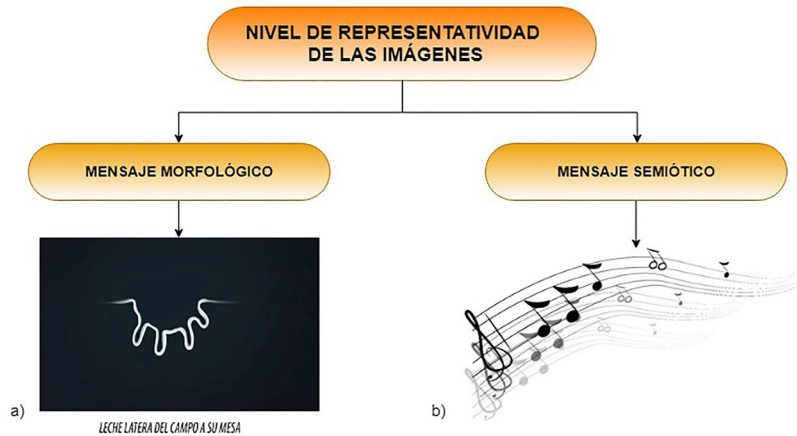 NIVEL DE REPRESENTATIVIDAD
DE LAS IMÁGENES
MENSAJE MORFOLÓGICO
MENSAJE SEMIÓTICO
a)
b)
LECHE LATERA DEL CAMPO A SU MESA